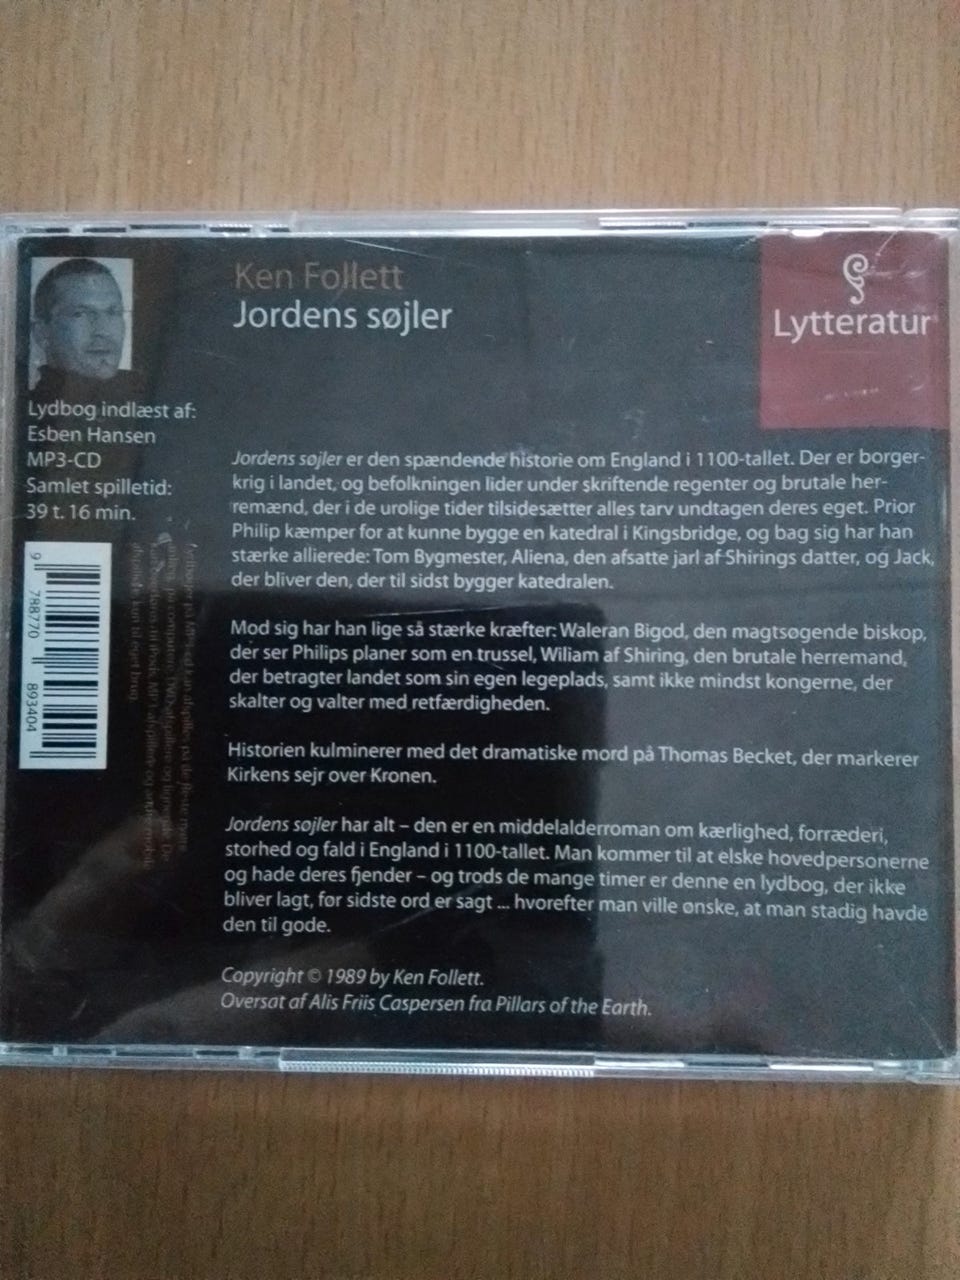 Ken Follett
Jordens søjler
Lytteratur
Lydbog indlæst af:
Esben Hansen
MP3-CD
Samlet spilletid:
39 t. 16 min.
9 788770 893404
Jordens søjler er den spændende historie om England i 1100-tallet. Der er borger-
krig i landet, og befolkningen lider under skriftende regenter og brutale her-
remænd, der i de urolige tider tilsidesætter alles tarv undtagen deres eget. Prior
Philip kæmper for at kunne bygge en katedral i Kingsbridge, og bag sig har han
stærke allierede: Tom Bygmester, Aliena, den afsatte jarl af Shirings datter, og Jack,
der bliver den, der til sidst bygger katedralen.
Mod sig har han lige så stærke kræfter: Waleran Bigod, den magtsøgende biskop,
der ser Philips planer som en trussel, Wiliam af Shiring, den brutale herremand,
der betragter landet som sin egen legeplads, samt ikke mindst kongerne, der
skalter og valter med retfærdigheden.
Historien kulminerer med det dramatiske mord på Thomas Becket, der markerer
Kirkens sejr over Kronen.
Jordens søjler har alt – den er en middelalderroman om kærlighed, forræderi,
storhed og fald i England i 1100-tallet. Man kommer til at elske hovedpersonerne
og hade deres fjender – og trods de mange timer er denne en lydbog, der ikke
bliver lagt, før sidste ord er sagt ... hvorefter man ville ønske, at man stadig havde
den til gode.
Copyright © 1989 by Ken Follett.
Oversat af Alis Friis Caspersen fra Pillars of the Earth.